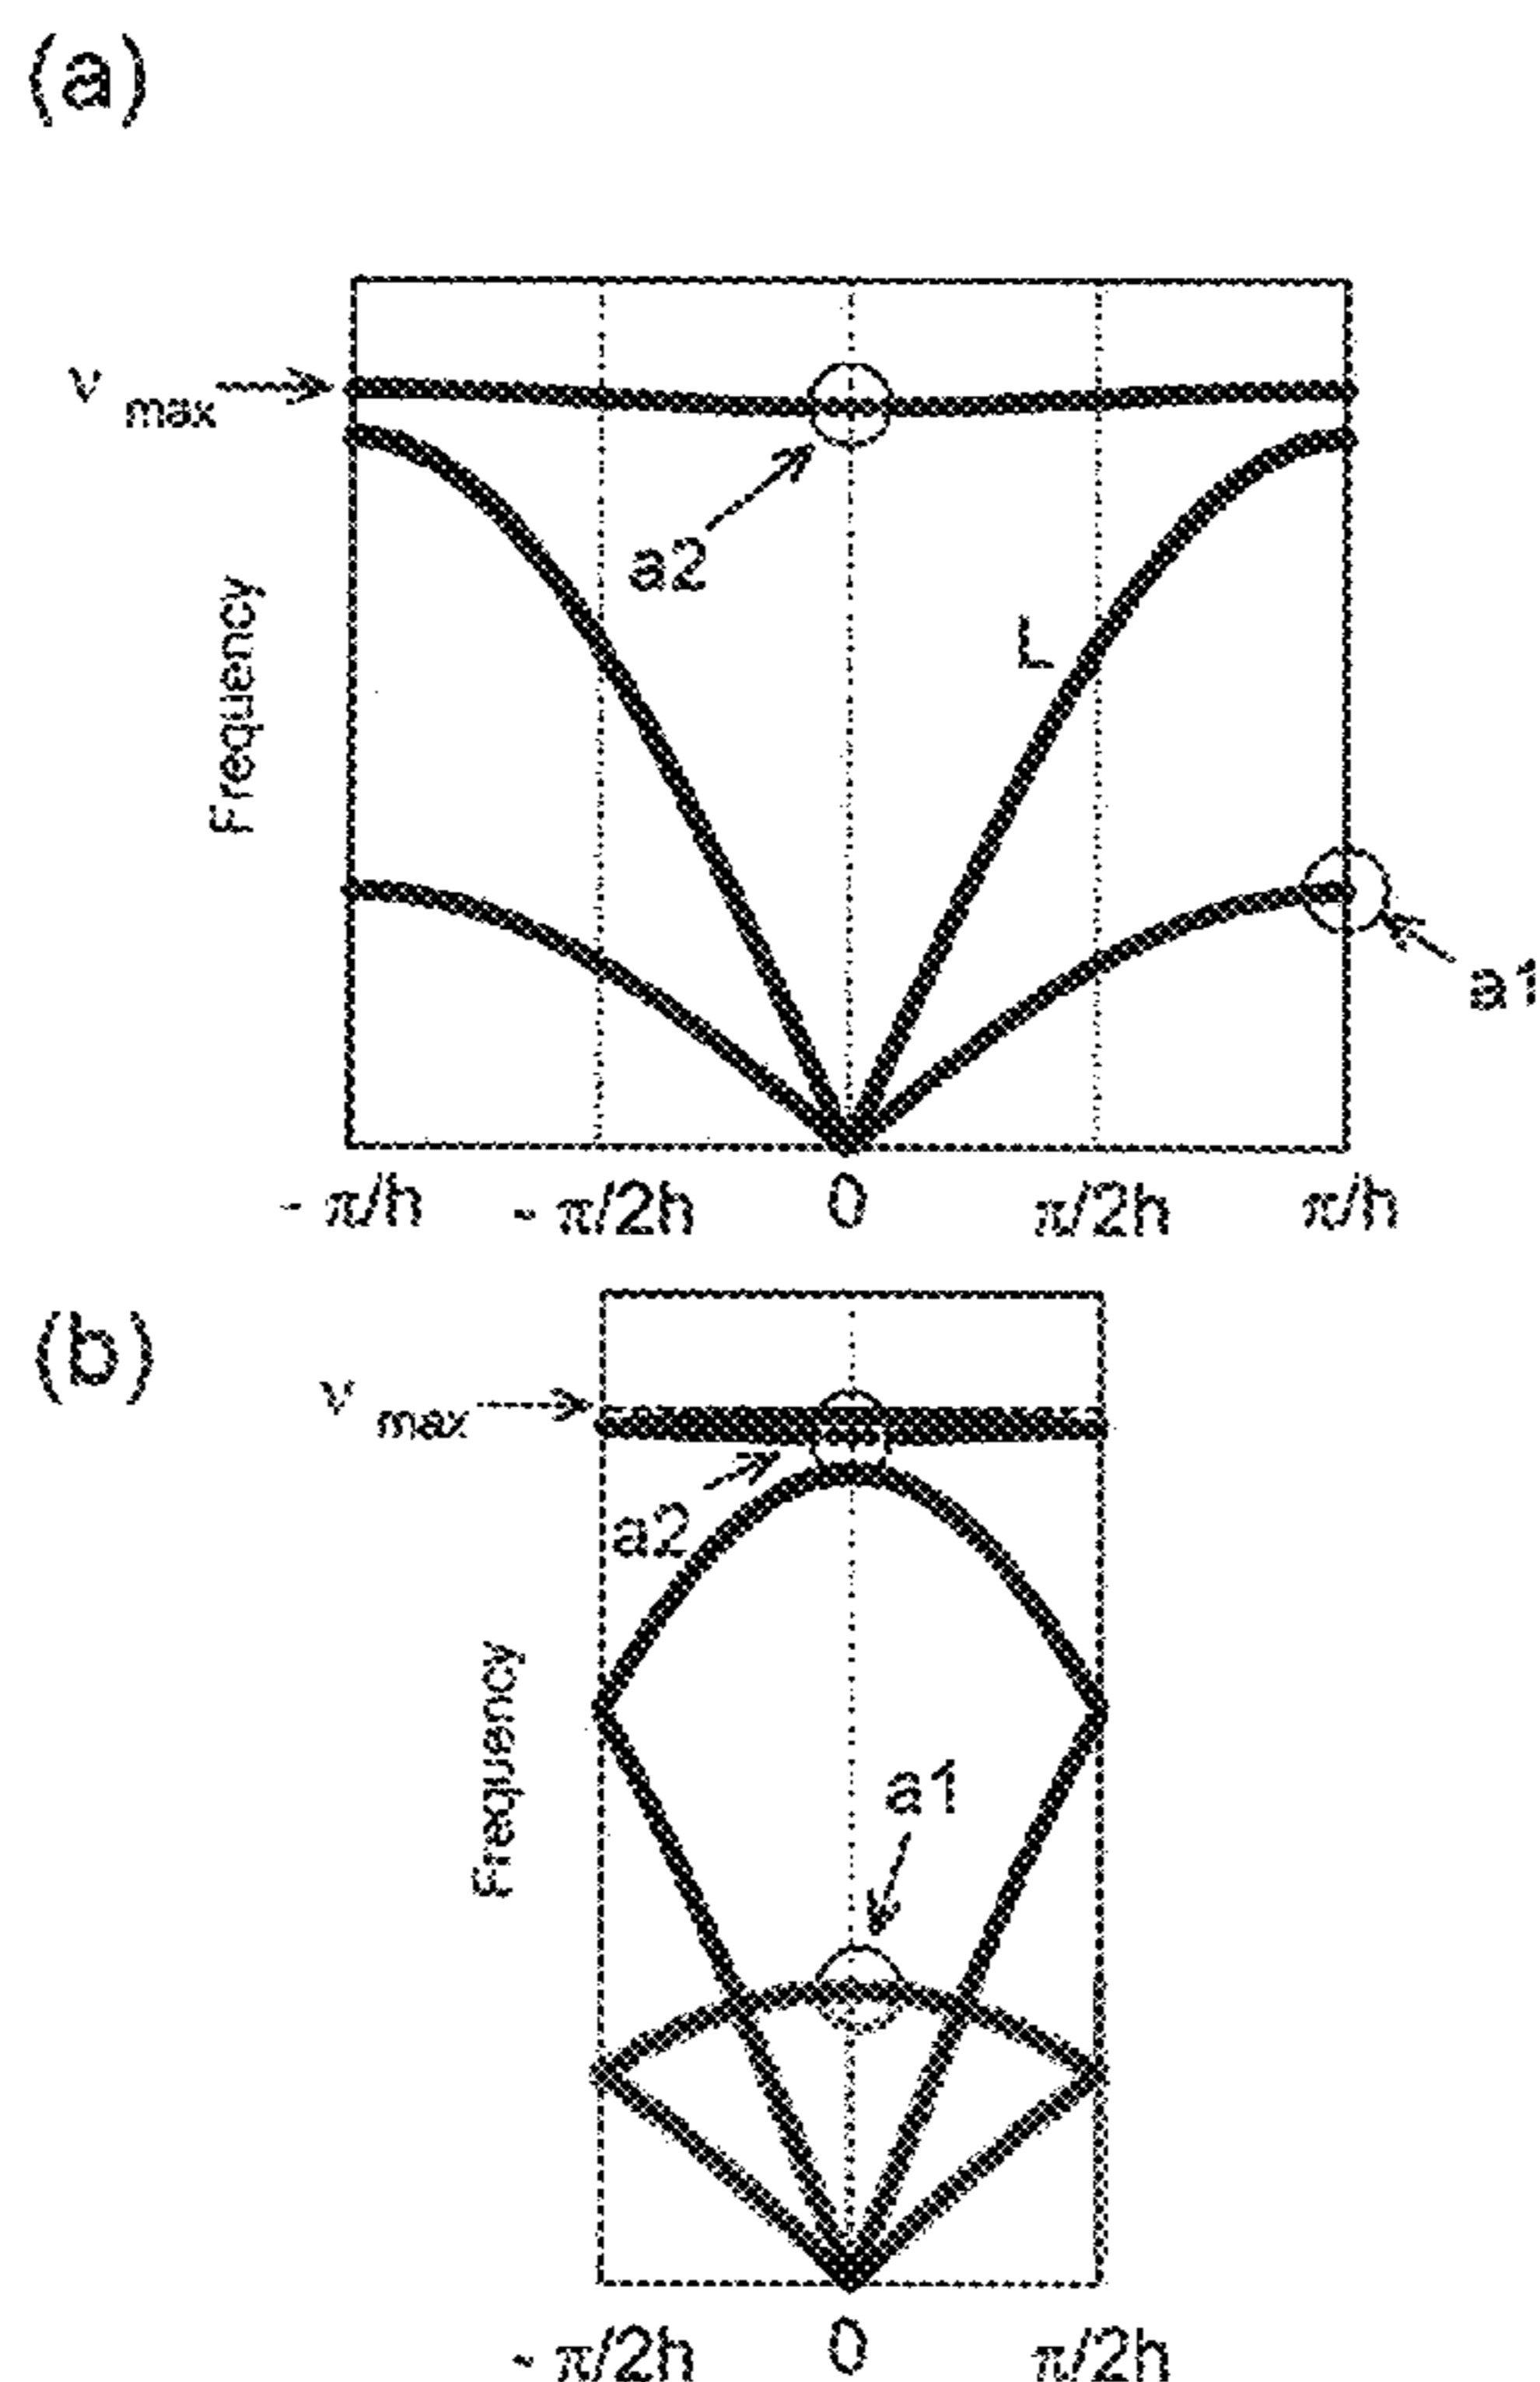 (a)
ν max
a2
L
Frequency
a1
- π/h - π/2h 0 π/2h π/h
(b)
ν max
a2
a1
Frequency
- π/2h 0 π/2h